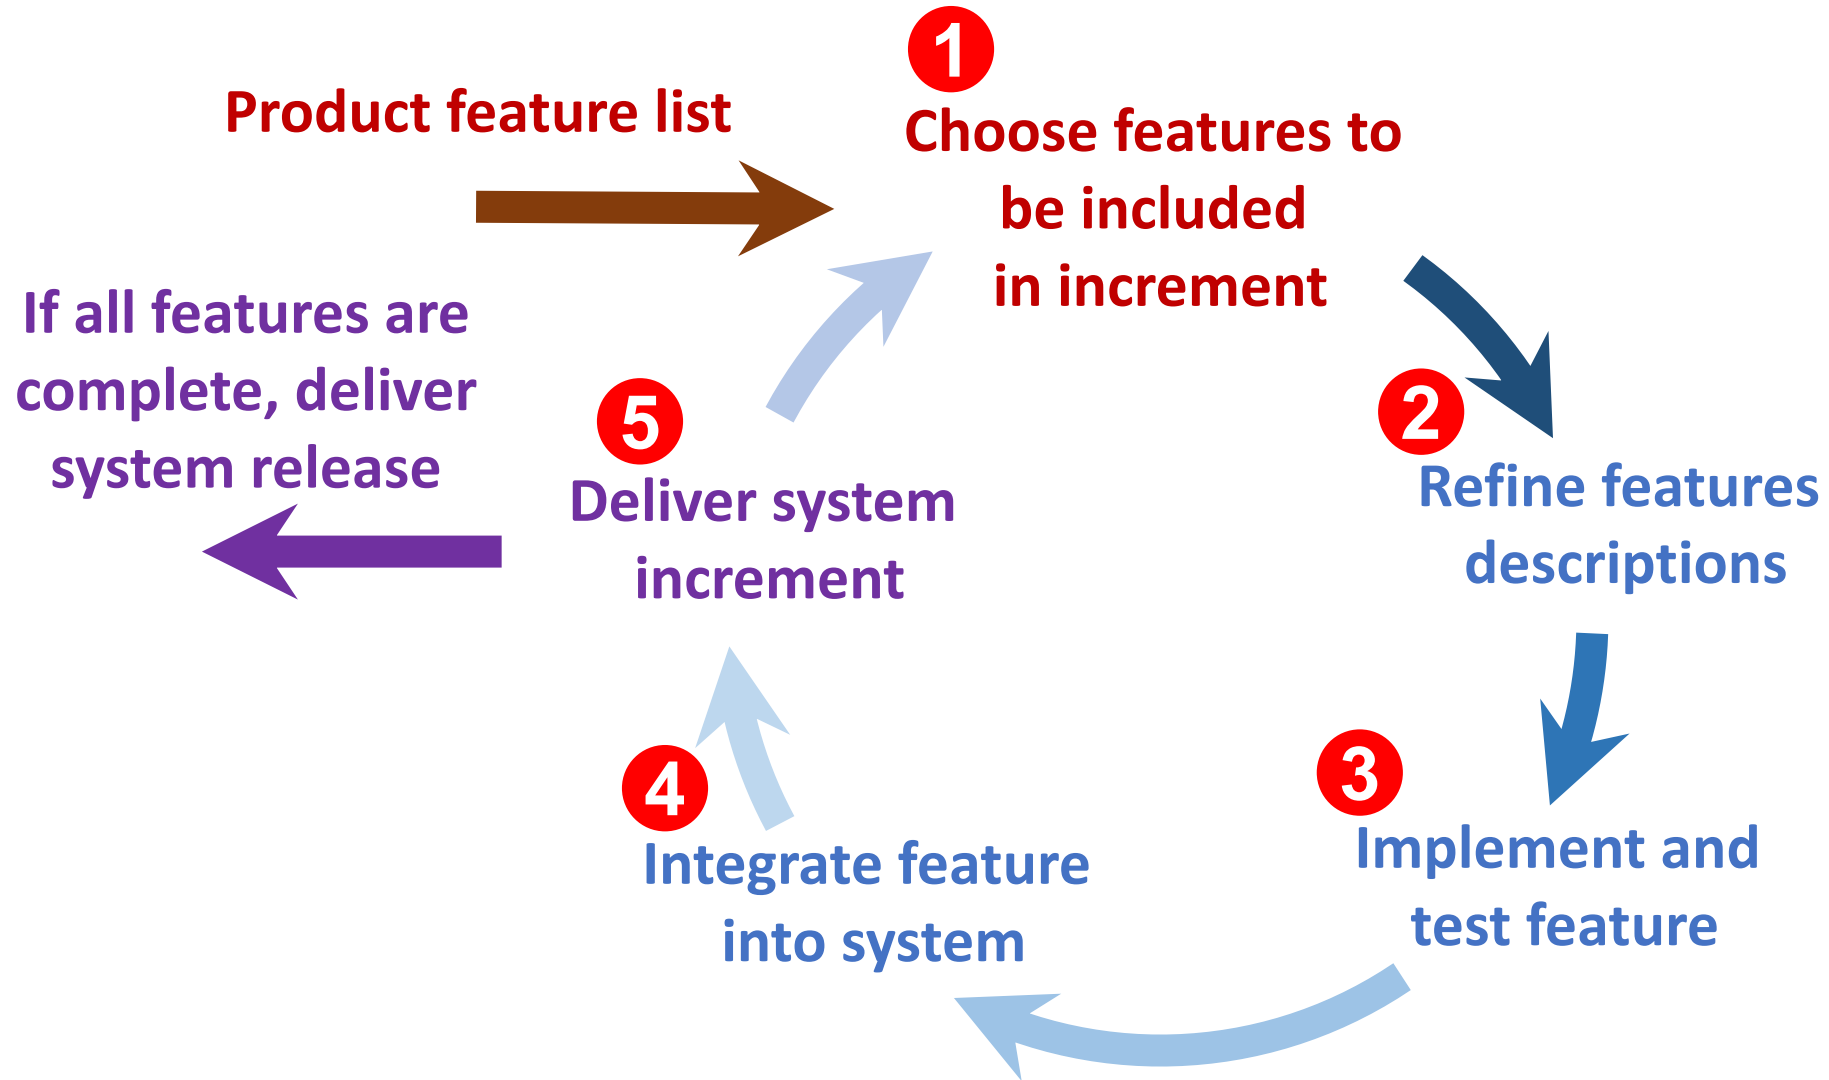 Product feature list
1
Choose features to
be included
in increment
2
Refine features
descriptions
3
Implement and
test feature
4
Integrate feature
into system
5
Deliver system
increment
If all features are
complete, deliver
system release